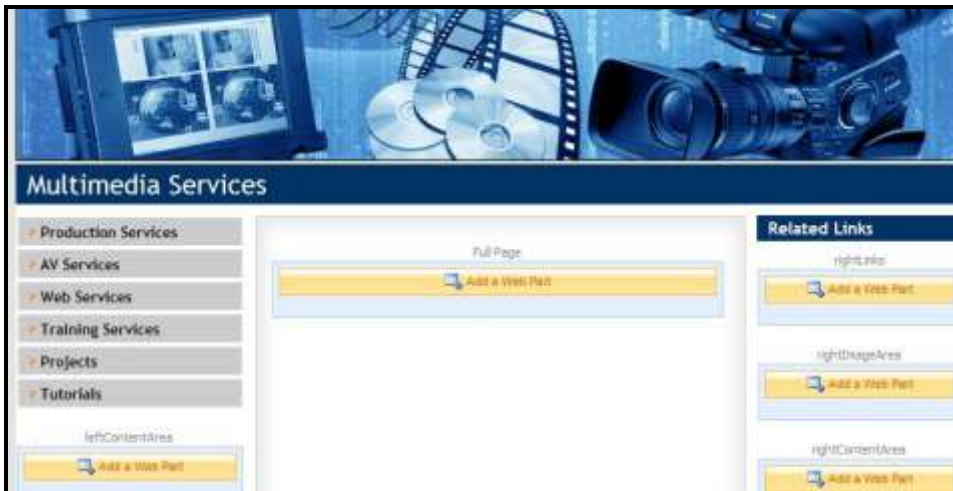 Multimedia Services
Production Services
AV Services
Web Services
Training Services
Projects
Tutorials
leftContentArea
Add a Web Part
Full Page
Add a Web Part
Related Links
rightLinks
Add a Web Part
rightImageArea
Add a Web Part
rightContentArea
Add a Web Part